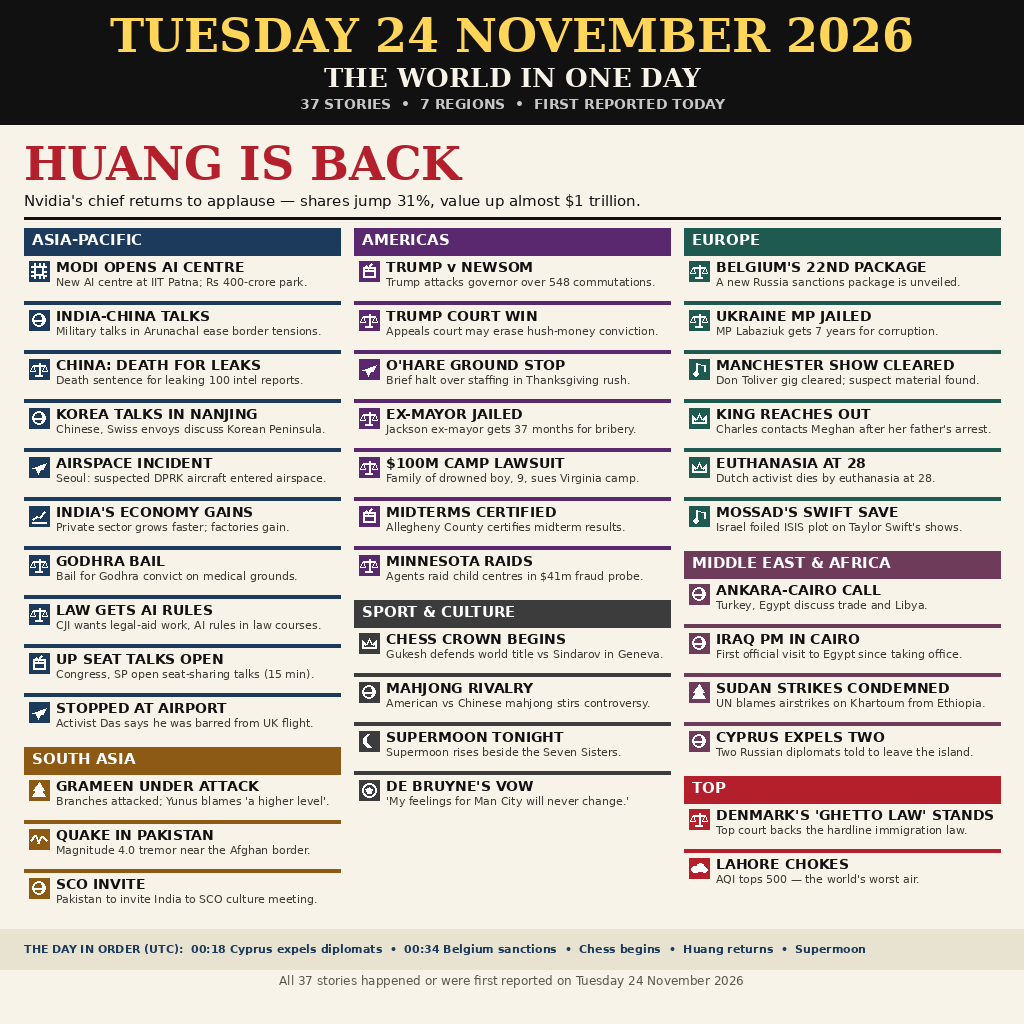 TUESDAY 24 NOVEMBER 2026
THE WORLD IN ONE DAY
37 STORIES • 7 REGIONS • FIRST REPORTED TODAY
HUANG IS BACK
Nvidia's chief returns to applause — shares jump 31%, value up almost $1 trillion.
ASIA-PACIFIC
MODI OPENS AI CENTRE
New AI centre at IIT Patna; Rs 400-crore park.
INDIA-CHINA TALKS
Military talks in Arunachal ease border tensions.
CHINA: DEATH FOR LEAKS
Death sentence for leaking 100 intel reports.
KOREA TALKS IN NANJING
Chinese, Swiss envoys discuss Korean Peninsula.
AIRSPACE INCIDENT
Seoul: suspected DPRK aircraft entered airspace.
INDIA'S ECONOMY GAINS
Private sector grows faster; factories gain.
GODHRA BAIL
Bail for Godhra convict on medical grounds.
LAW GETS AI RULES
CJI wants legal-aid work, AI rules in law courses.
UP SEAT TALKS OPEN
Congress, SP open seat-sharing talks (15 min).
STOPPED AT AIRPORT
Activist Das says he was barred from UK flight.
SOUTH ASIA
GRAMEEN UNDER ATTACK
Branches attacked; Yunus blames 'a higher level'.
QUAKE IN PAKISTAN
Magnitude 4.0 tremor near the Afghan border.
SCO INVITE
Pakistan to invite India to SCO culture meeting.
AMERICAS
TRUMP v NEWSOM
Trump attacks governor over 548 commutations.
TRUMP COURT WIN
Appeals court may erase hush-money conviction.
O'HARE GROUND STOP
Brief halt over staffing in Thanksgiving rush.
EX-MAYOR JAILED
Jackson ex-mayor gets 37 months for bribery.
$100M CAMP LAWSUIT
Family of drowned boy, 9, sues Virginia camp.
MIDTERMS CERTIFIED
Allegheny County certifies midterm results.
MINNESOTA RAIDS
Agents raid child centres in $41m fraud probe.
SPORT & CULTURE
CHESS CROWN BEGINS
Gukesh defends world title vs Sindarov in Geneva.
MAHJONG RIVALRY
American vs Chinese mahjong stirs controversy.
SUPERMOON TONIGHT
Supermoon rises beside the Seven Sisters.
DE BRUYNE'S VOW
'My feelings for Man City will never change.'
EUROPE
BELGIUM'S 22ND PACKAGE
A new Russia sanctions package is unveiled.
UKRAINE MP JAILED
MP Labaziuk gets 7 years for corruption.
MANCHESTER SHOW CLEARED
Don Toliver gig cleared; suspect material found.
KING REACHES OUT
Charles contacts Meghan after her father's arrest.
EUTHANASIA AT 28
Dutch activist dies by euthanasia at 28.
MOSSAD'S SWIFT SAVE
Israel foiled ISIS plot on Taylor Swift's shows.
MIDDLE EAST & AFRICA
ANKARA-CAIRO CALL
Turkey, Egypt discuss trade and Libya.
IRAQ PM IN CAIRO
First official visit to Egypt since taking office.
SUDAN STRIKES CONDEMNED
UN blames airstrikes on Khartoum from Ethiopia.
CYPRUS EXPELS TWO
Two Russian diplomats told to leave the island.
TOP
DENMARK'S 'GHETTO LAW' STANDS
Top court backs the hardline immigration law.
LAHORE CHOKES
AQI tops 500 — the world's worst air.
THE DAY IN ORDER (UTC): 00:18 Cyprus expels diplomats • 00:34 Belgium sanctions • Chess begins • Huang returns • Supermoon
All 37 stories happened or were first reported on Tuesday 24 November 2026